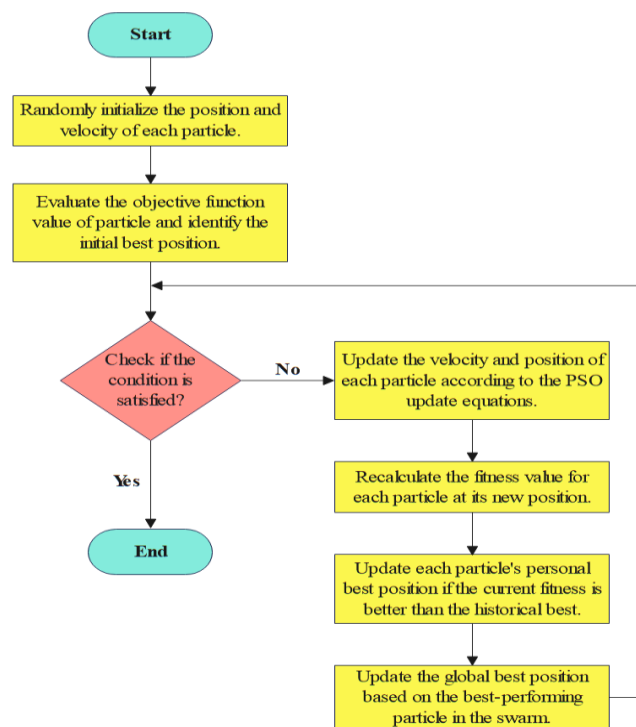 Start
Randomly initialize the position and
velocity of each particle.
Evaluate the objective function
value of particle and identify the
initial best position.
Check if the
condition is
satisfied?
No
Update the velocity and position of
each particle according to the PSO
update equations.
Yes
Recalculate the fitness value for
each particle at its new position.
End
Update each particle's personal
best position if the current fitness is
better than the historical best.
Update the global best position
based on the best-performing
particle in the swarm.